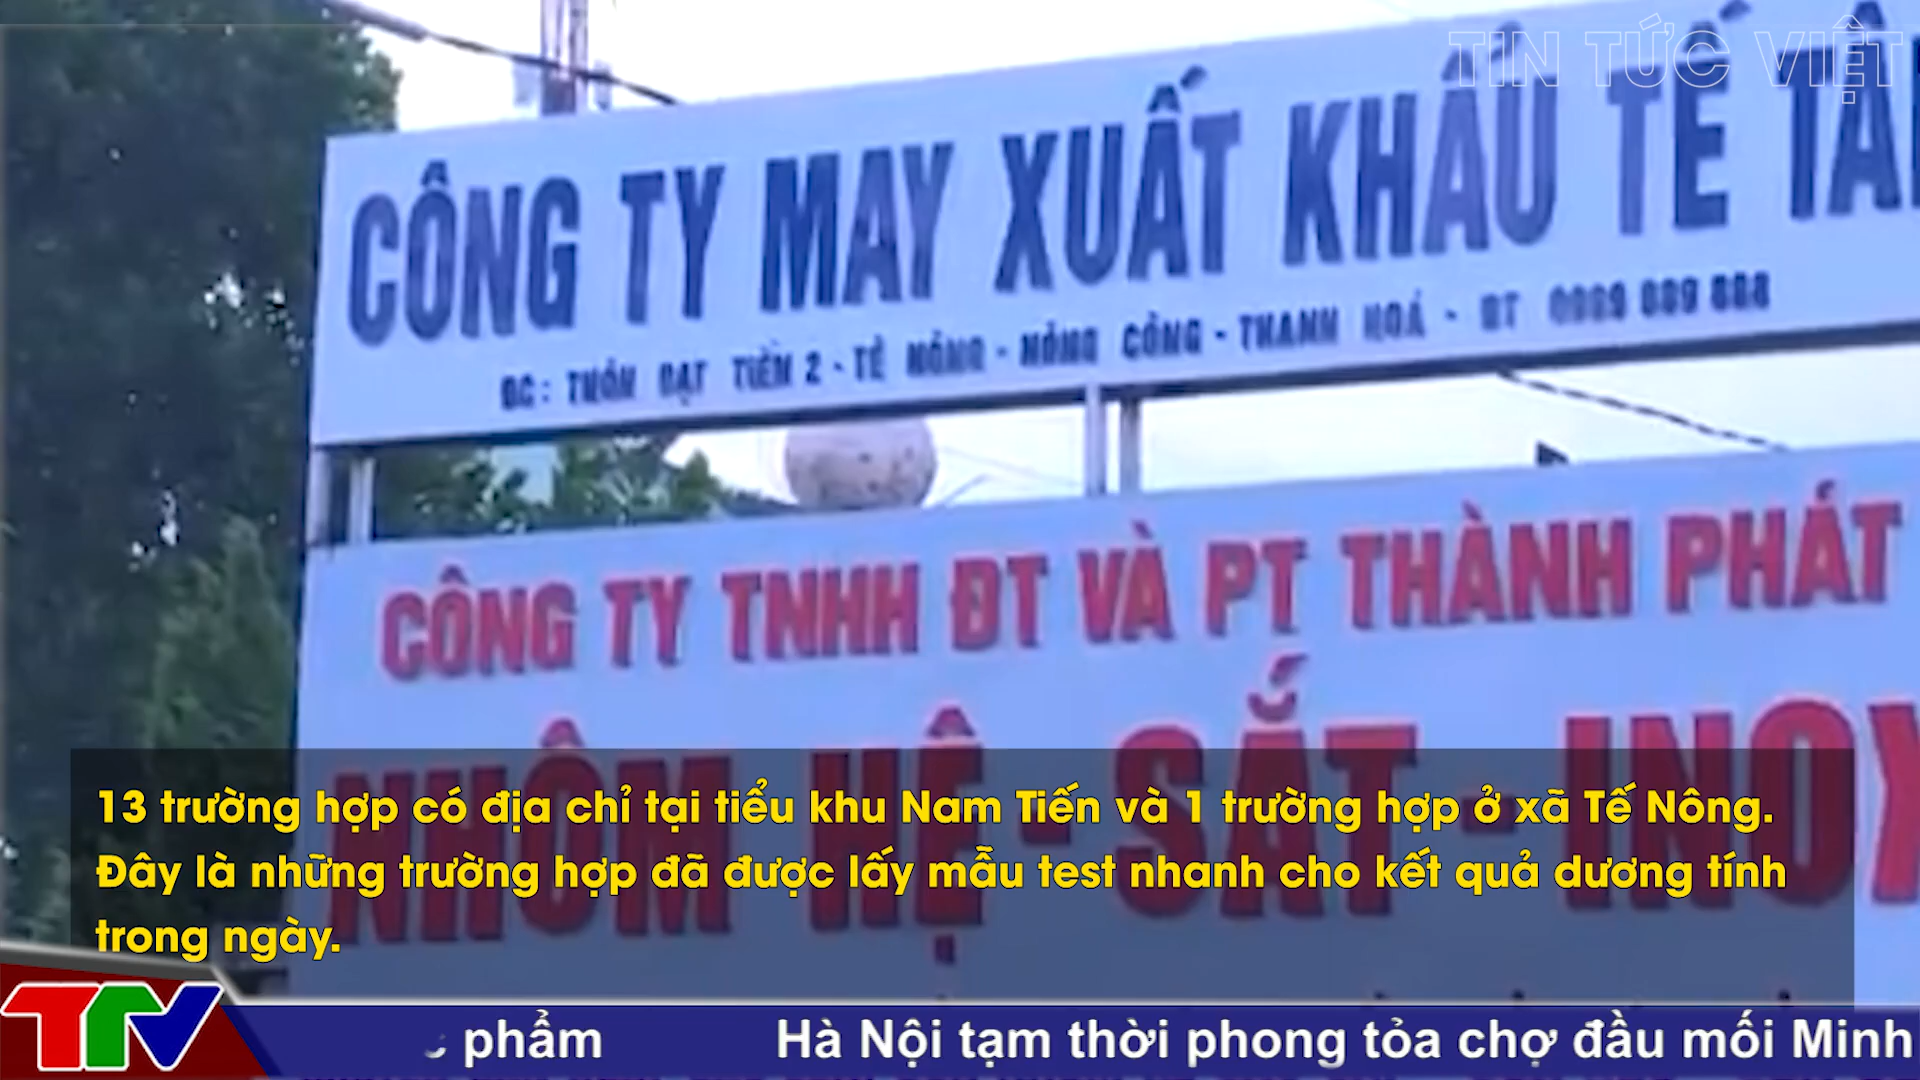 TIN TỨC VIỆT
CÔNG TY MAY XUẤT KHẨU TẾ
ĐC: THÔN ĐẠT TIẾN 2 - TẾ NÔNG - NÔNG CỐNG - THANH HOÁ - ĐT
CÔNG TY TNHH ĐT VÀ PT THÀNH PHÁT
NHÔM HỆ - SẮT - INOX
13 trường hợp có địa chỉ tại tiểu khu Nam Tiến và 1 trường hợp ở xã Tế Nông.
Đây là những trường hợp đã được lấy mẫu test nhanh cho kết quả dương tính
trong ngày.
TTV
phẩm Hà Nội tạm thời phong tỏa chợ đầu mối Minh